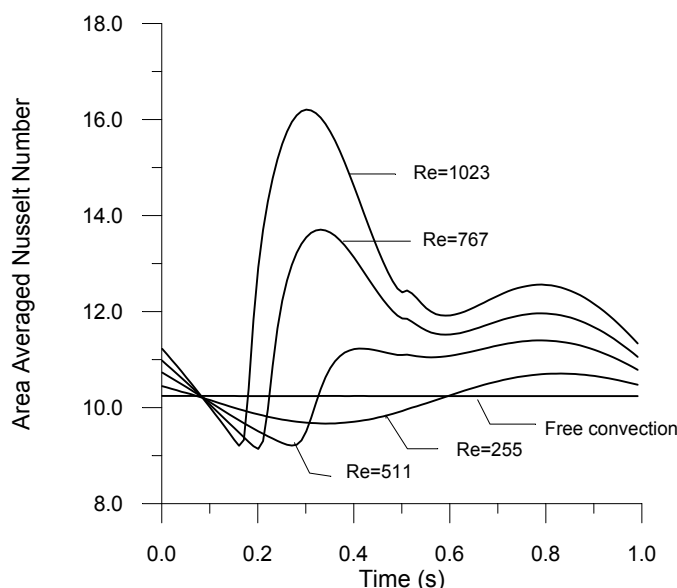 18.0
16.0
14.0
12.0
10.0
8.0
Area Averaged Nusselt Number
Re=1023
Re=767
Free convection
Re=255
Re=511
0.0 0.2 0.4 0.6 0.8 1.0
Time (s)